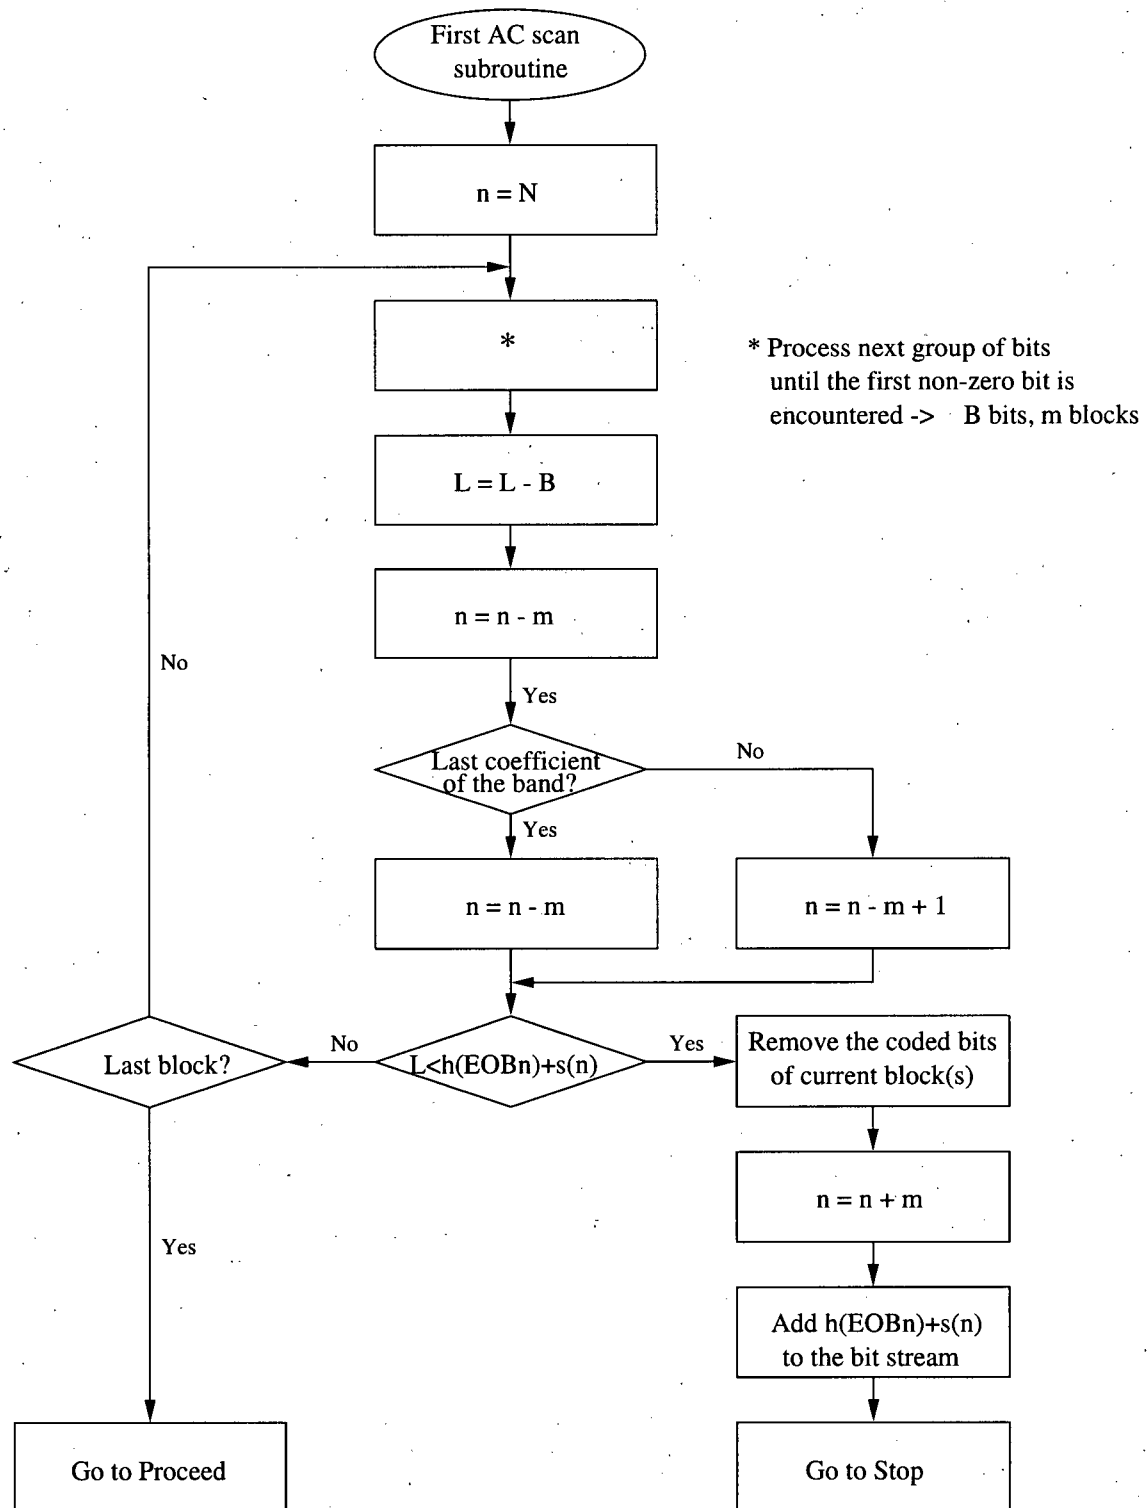 First AC scan
subroutine
n = N
*
* Process next group of bits
until the first non-zero bit is
encountered -> B bits, m blocks
L = L - B
n = n - m
No
Yes
Last coefficient
of the band?
No
Yes
n = n - m
n = n - m + 1
Last block?
No
L<h(EOBn)+s(n)
Yes
Remove the coded bits
of current block(s)
n = n + m
Yes
Add h(EOBn)+s(n)
to the bit stream
Go to Proceed
Go to Stop